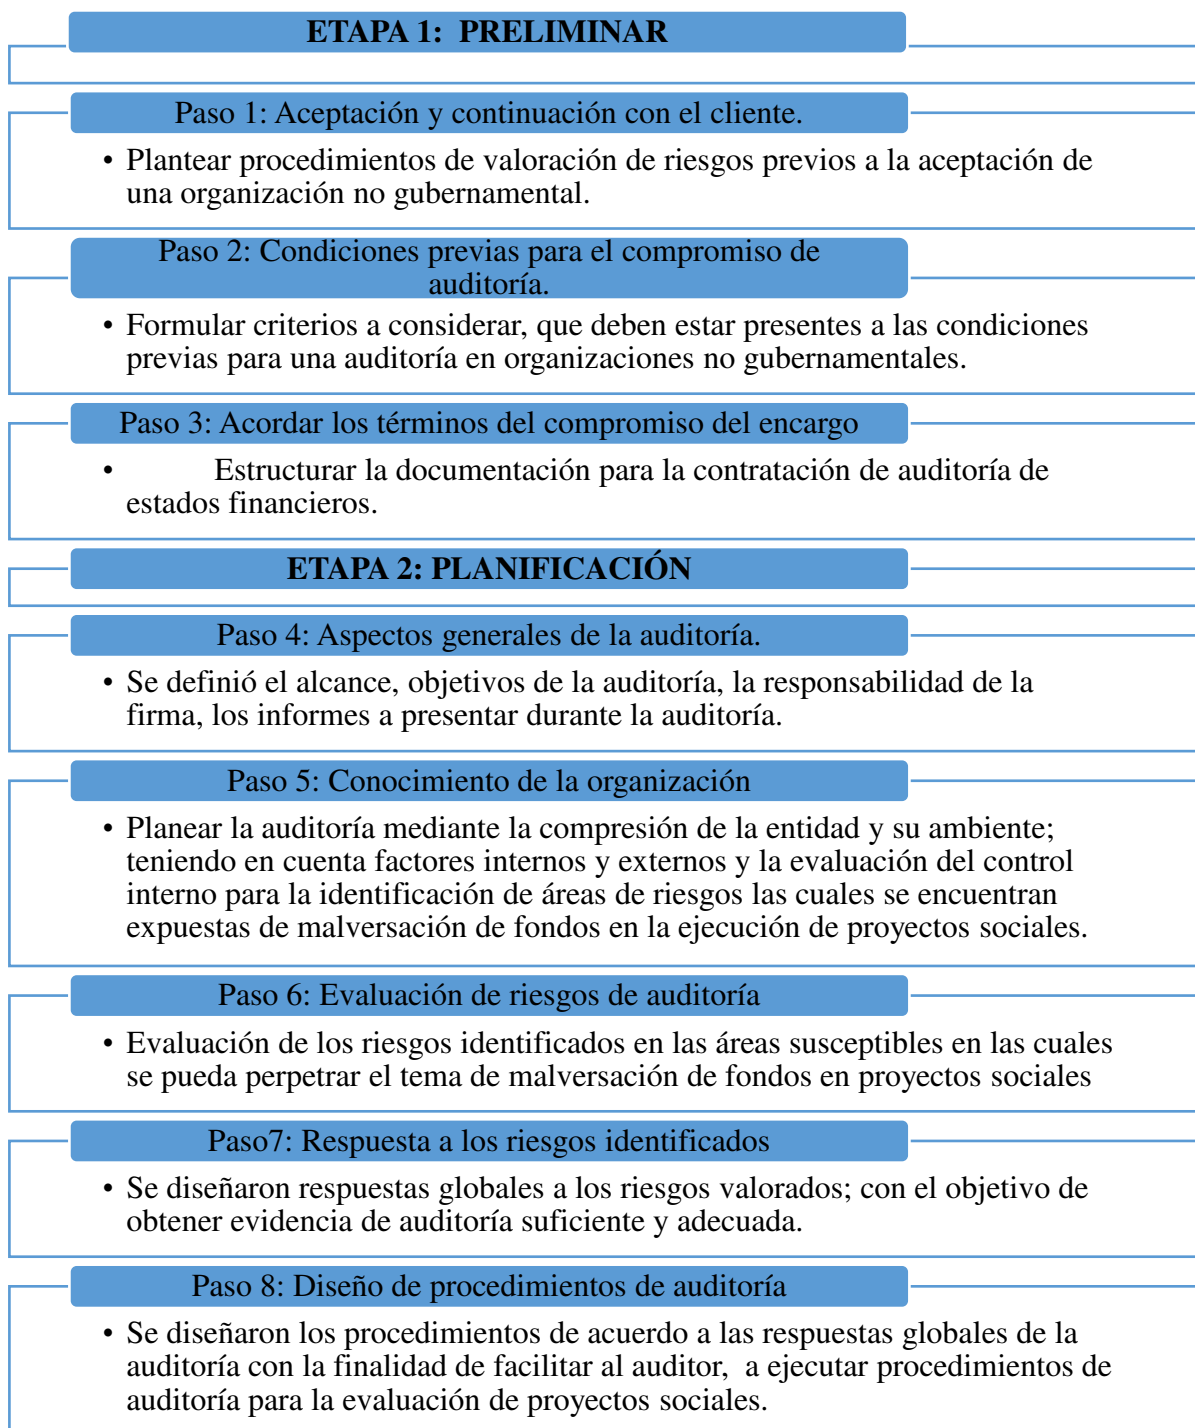 ETAPA 1:  PRELIMINAR
Paso 1: Aceptación y continuación con el cliente.
• Plantear procedimientos de valoración de riesgos previos a la aceptación de
una organización no gubernamental.
Paso 2: Condiciones previas para el compromiso de
auditoría.
• Formular criterios a considerar, que deben estar presentes a las condiciones
previas para una auditoría en organizaciones no gubernamentales.
Paso 3: Acordar los términos del compromiso del encargo
• Estructurar la documentación para la contratación de auditoría de
estados financieros.
ETAPA 2: PLANIFICACIÓN
Paso 4: Aspectos generales de la auditoría.
• Se definió el alcance, objetivos de la auditoría, la responsabilidad de la
firma, los informes a presentar durante la auditoría.
Paso 5: Conocimiento de la organización
• Planear la auditoría mediante la compresión de la entidad y su ambiente;
teniendo en cuenta factores internos y externos y la evaluación del control
interno para la identificación de áreas de riesgos las cuales se encuentran
expuestas de malversación de fondos en la ejecución de proyectos sociales.
Paso 6: Evaluación de riesgos de auditoría
• Evaluación de los riesgos identificados en las áreas susceptibles en las cuales
se pueda perpetrar el tema de malversación de fondos en proyectos sociales
Paso7: Respuesta a los riesgos identificados
• Se diseñaron respuestas globales a los riesgos valorados; con el objetivo de
obtener evidencia de auditoría suficiente y adecuada.
Paso 8: Diseño de procedimientos de auditoría
• Se diseñaron los procedimientos de acuerdo a las respuestas globales de la
auditoría con la finalidad de facilitar al auditor,  a ejecutar procedimientos de
auditoría para la evaluación de proyectos sociales.